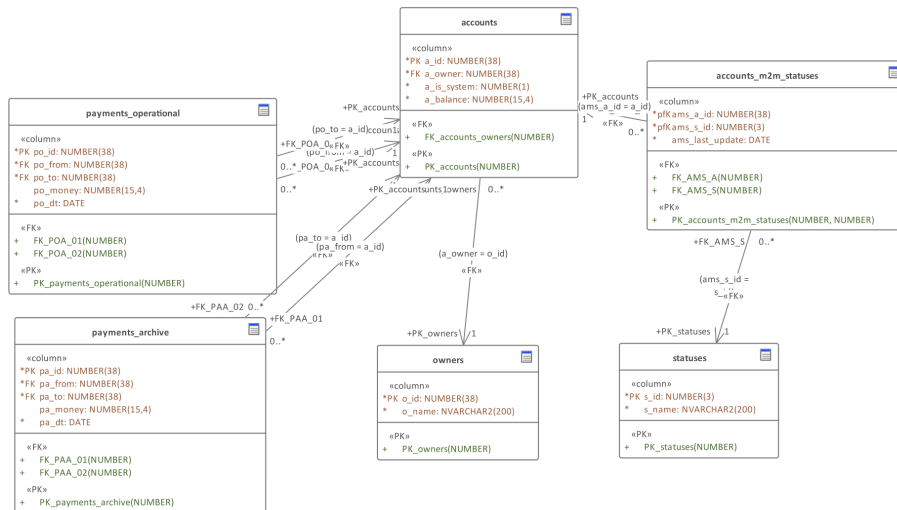 accounts
«column»
*PK a_id: NUMBER(38)
*FK a_owner: NUMBER(38)
* a_is_system: NUMBER(1)
* a_balance: NUMBER(15,4)
«FK»
+ FK_accounts_owners(NUMBER)
«PK»
+ PK_accounts(NUMBER)
accounts_m2m_statuses
«column»
*pfK ams_a_id: NUMBER(38)
*pfK ams_s_id: NUMBER(3)
* ams_last_update: DATE
«FK»
+ FK_AMS_A(NUMBER)
+ FK_AMS_S(NUMBER)
«PK»
+ PK_accounts_m2m_statuses(NUMBER, NUMBER)
+PK_accounts
(ams_a_id = a_id)
1
«FK»
0..*
payments_operational
«column»
*PK po_id: NUMBER(38)
*FK po_from: NUMBER(38)
*FK po_to: NUMBER(38)
po_money: NUMBER(15,4)
* po_dt: DATE
«FK»
+ FK_POA_01(NUMBER)
+ FK_POA_02(NUMBER)
«PK»
+ PK_payments_operational(NUMBER)
+PK_accounts
(po_to = a_id)
«FK»
1
0..*
+PK_accounts
«FK»
0..*
+PK_accounts
0..*
(pa_to = a_id)
(pa_from = a_id)
«FK»
«FK»
+FK_PAA_02 0..*
+FK_PAA_01
0..*
(a_owner = o_id)
«FK»
+PK_owners
1
+FK_AMS_S
0..*
(ams_s_id =
«FK»
+PK_statuses
1
payments_archive
«column»
*PK pa_id: NUMBER(38)
*FK pa_from: NUMBER(38)
*FK pa_to: NUMBER(38)
pa_money: NUMBER(15,4)
* pa_dt: DATE
«FK»
+ FK_PAA_01(NUMBER)
+ FK_PAA_02(NUMBER)
«PK»
+ PK_payments_archive(NUMBER)
owners
«column»
*PK o_id: NUMBER(38)
* o_name: NVARCHAR2(200)
«PK»
+ PK_owners(NUMBER)
statuses
«column»
*PK s_id: NUMBER(3)
* s_name: NVARCHAR2(200)
«PK»
+ PK_statuses(NUMBER)